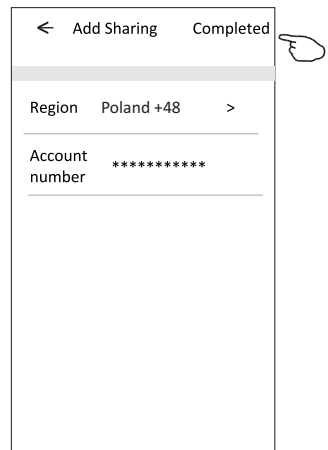 ← Add Sharing Completed
Region Poland +48 >
Account
number ***********